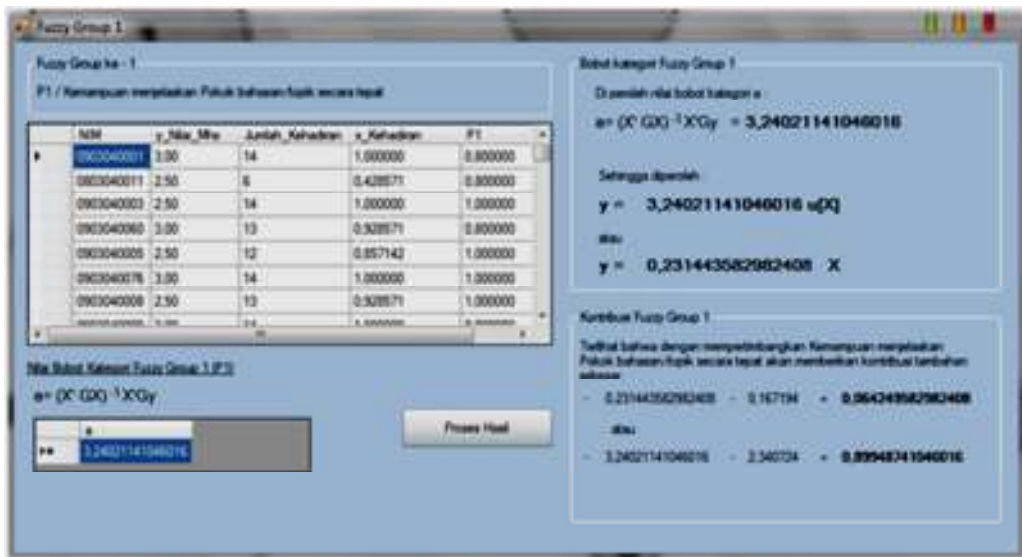 Fuzzy Group 1
Fuzzy Group ke - 1
P1 / Kemampuan menjelaskan Pokok bahasan/topik secara tepat
NIM y_Nilai_Mhs Jumlah_Kehadiran x_Kehadiran P1
0903040001 3.00 14 1.000000 0.800000
0803040011 2.50 6 0.428571 0.800000
0903040003 2.50 14 1.000000 1.000000
0903040060 3.00 13 0.928571 0.800000
0903040005 2.50 12 0.857142 1.000000
0903040076 3.00 14 1.000000 1.000000
0903040008 2.50 13 0.928571 1.000000
Nilai Bobot Kategori Fuzzy Group 1 (P1)
a= (X' GX) -1 X'Gy
a
3,24021141046016
Proses Hasil
Bobot kategori Fuzzy Group 1
Di peroleh nilai bobot kategori a :
a= (X' GX) -1 X'Gy = 3,24021141046016
Sehingga diperoleh :
y = 3,24021141046016 u[X]
atau
y = 0,231443582982408 X
Kontribusi Fuzzy Group 1
Terlihat bahwa dengan mempertimbangkan Kemampuan menjelaskan
Pokok bahasan/topik secara tepat akan memberikan kontribusi tambahan
sebesar
0.231443582982408 - 0,167194 = 0,064249582982408
atau
3.24021141046016 - 2.340724 = 0,89948741046016